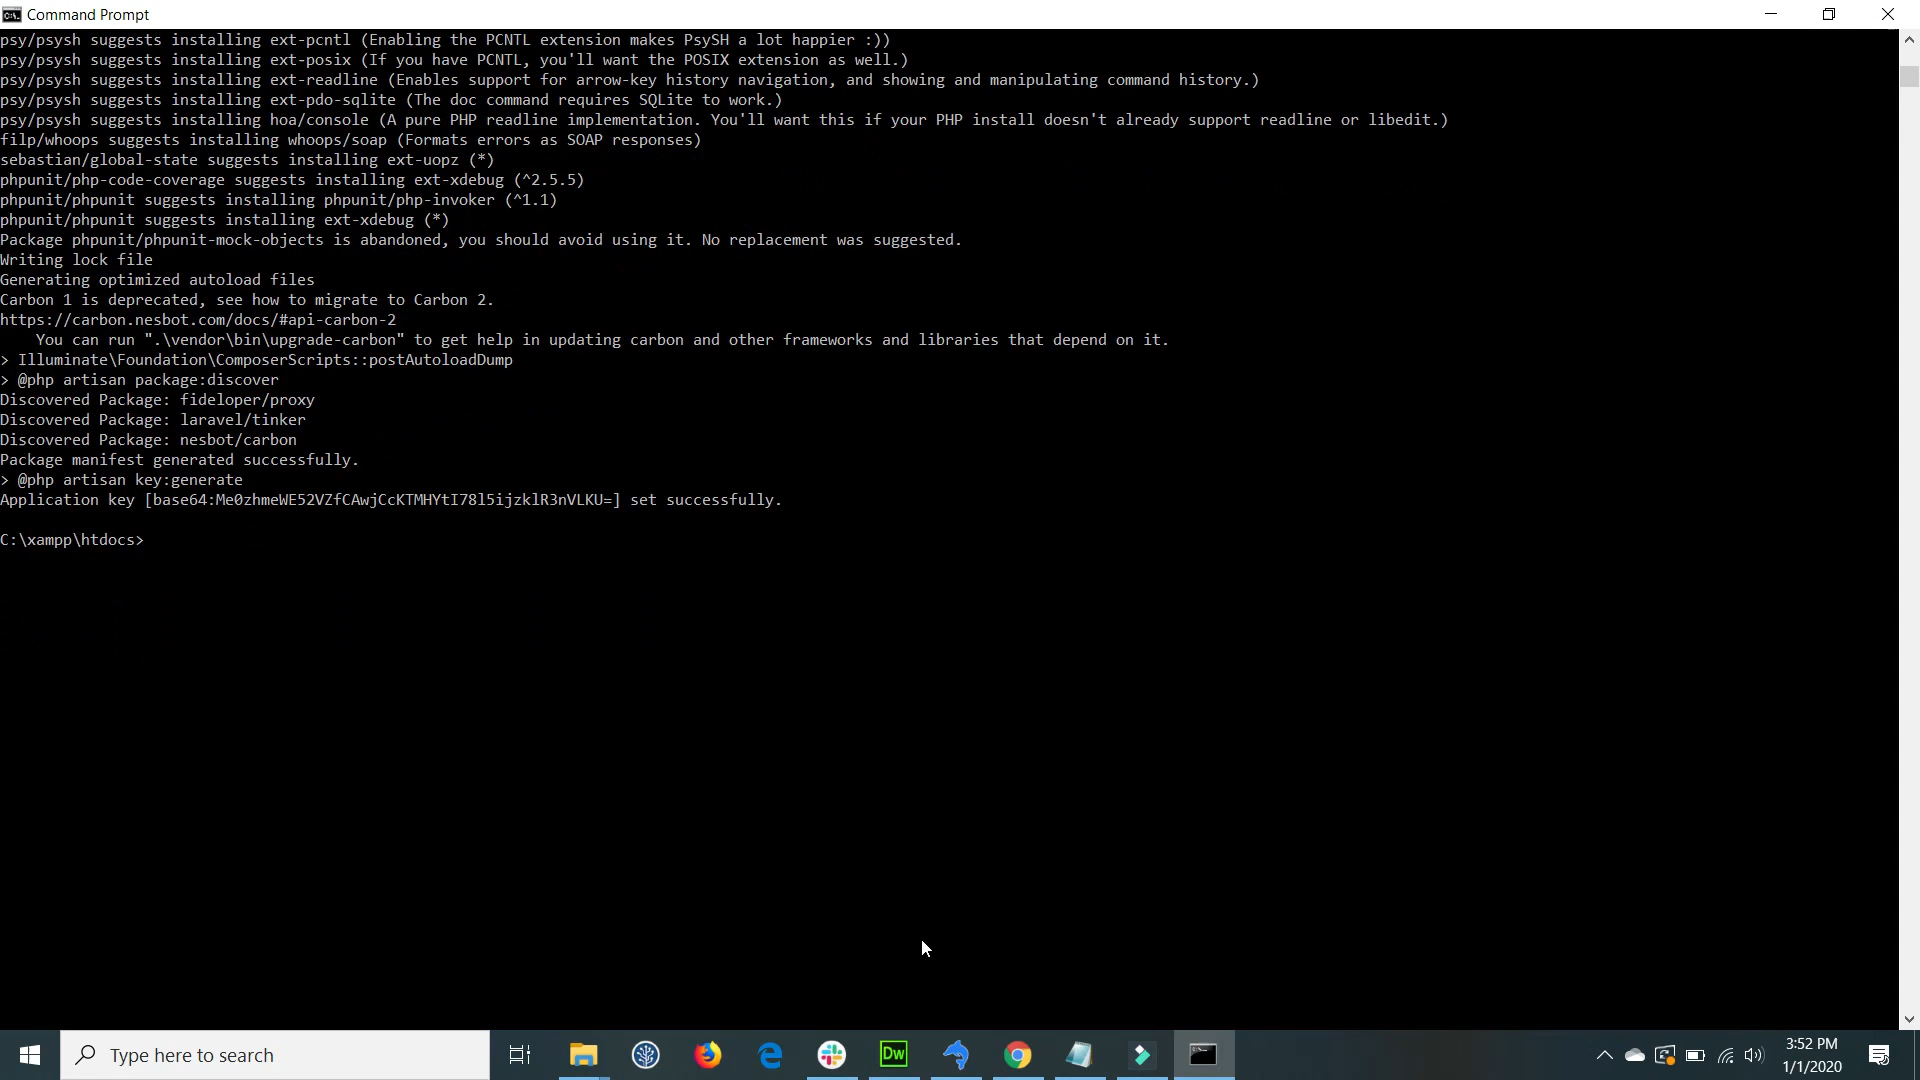 Command Prompt
psy/psysh suggests installing ext-pcntl (Enabling the PCNTL extension makes PsySH a lot happier :))
psy/psysh suggests installing ext-posix (If you have PCNTL, you'll want the POSIX extension as well.)
psy/psysh suggests installing ext-readline (Enables support for arrow-key history navigation, and showing and manipulating command history.)
psy/psysh suggests installing ext-pdo-sqlite (The doc command requires SQLite to work.)
psy/psysh suggests installing hoa/console (A pure PHP readline implementation. You'll want this if your PHP install doesn't already support readline or libedit.)
filp/whoops suggests installing whoops/soap (Formats errors as SOAP responses)
sebastian/global-state suggests installing ext-uopz (*)
phpunit/php-code-coverage suggests installing ext-xdebug (^2.5.5)
phpunit/phpunit suggests installing phpunit/php-invoker (^1.1)
phpunit/phpunit suggests installing ext-xdebug (*)
Package phpunit/phpunit-mock-objects is abandoned, you should avoid using it. No replacement was suggested.
Writing lock file
Generating optimized autoload files
Carbon 1 is deprecated, see how to migrate to Carbon 2.
https://carbon.nesbot.com/docs/#api-carbon-2
    You can run ".\vendor\bin\upgrade-carbon" to get help in updating carbon and other frameworks and libraries that depend on it.
> Illuminate\Foundation\ComposerScripts::postAutoloadDump
> @php artisan package:discover
Discovered Package: fideloper/proxy
Discovered Package: laravel/tinker
Discovered Package: nesbot/carbon
Package manifest generated successfully.
> @php artisan key:generate
Application key [base64:Me0zhmeWE52VZfCAwjCcKTMHYtI78l5ijzklR3nVLKU=] set successfully.
C:\xampp\htdocs>
Type here to search
Dw
3:52 PM
1/1/2020